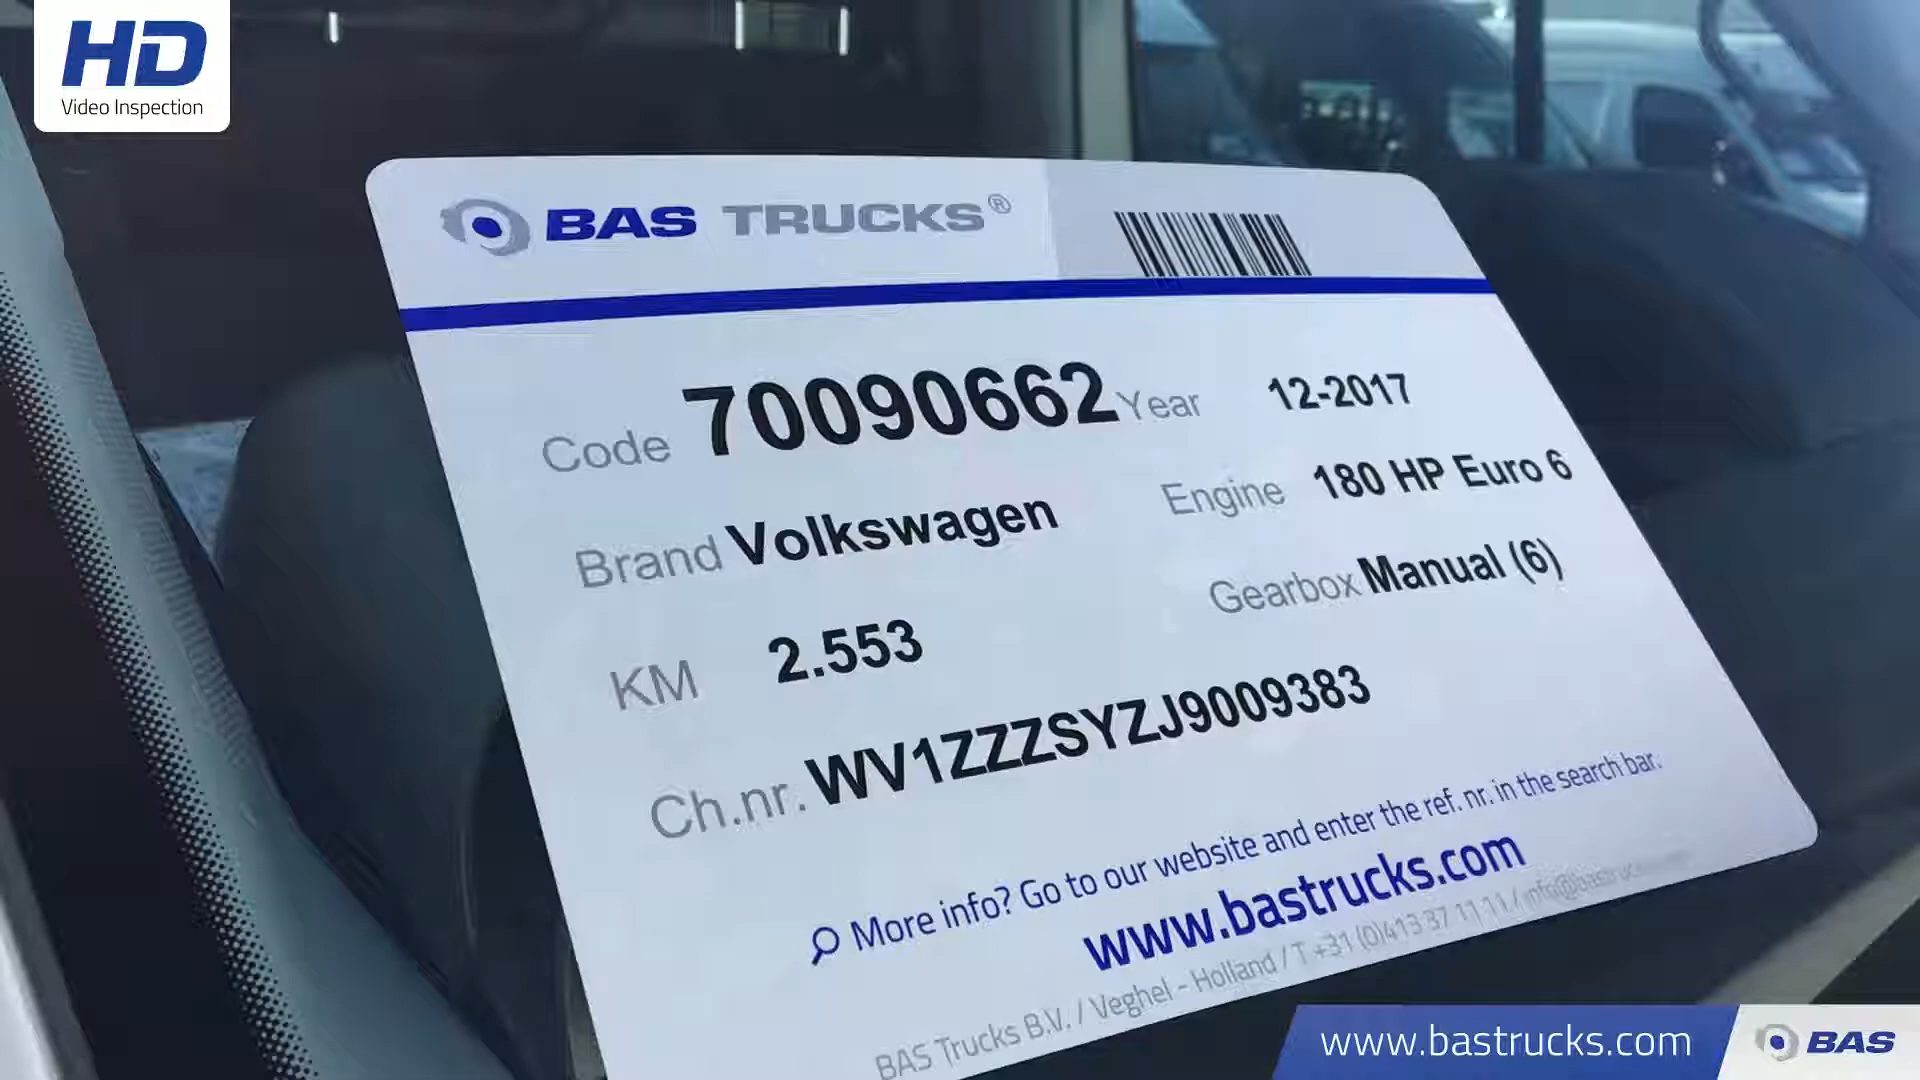 HD
Video Inspection
BAS TRUCKS®
Code 70090662 Year 12-2017
Brand Volkswagen Engine 180 HP Euro 6
KM 2.553 Gearbox Manual (6)
Ch.nr. WV1ZZZSYZJ9009383
More info? Go to our website and enter the ref. nr. in the search bar.
www.bastrucks.com
BAS Trucks B.V. / Veghel - Holland / T +31 (0)413 37 11 11 /
www.bastrucks.com BAS